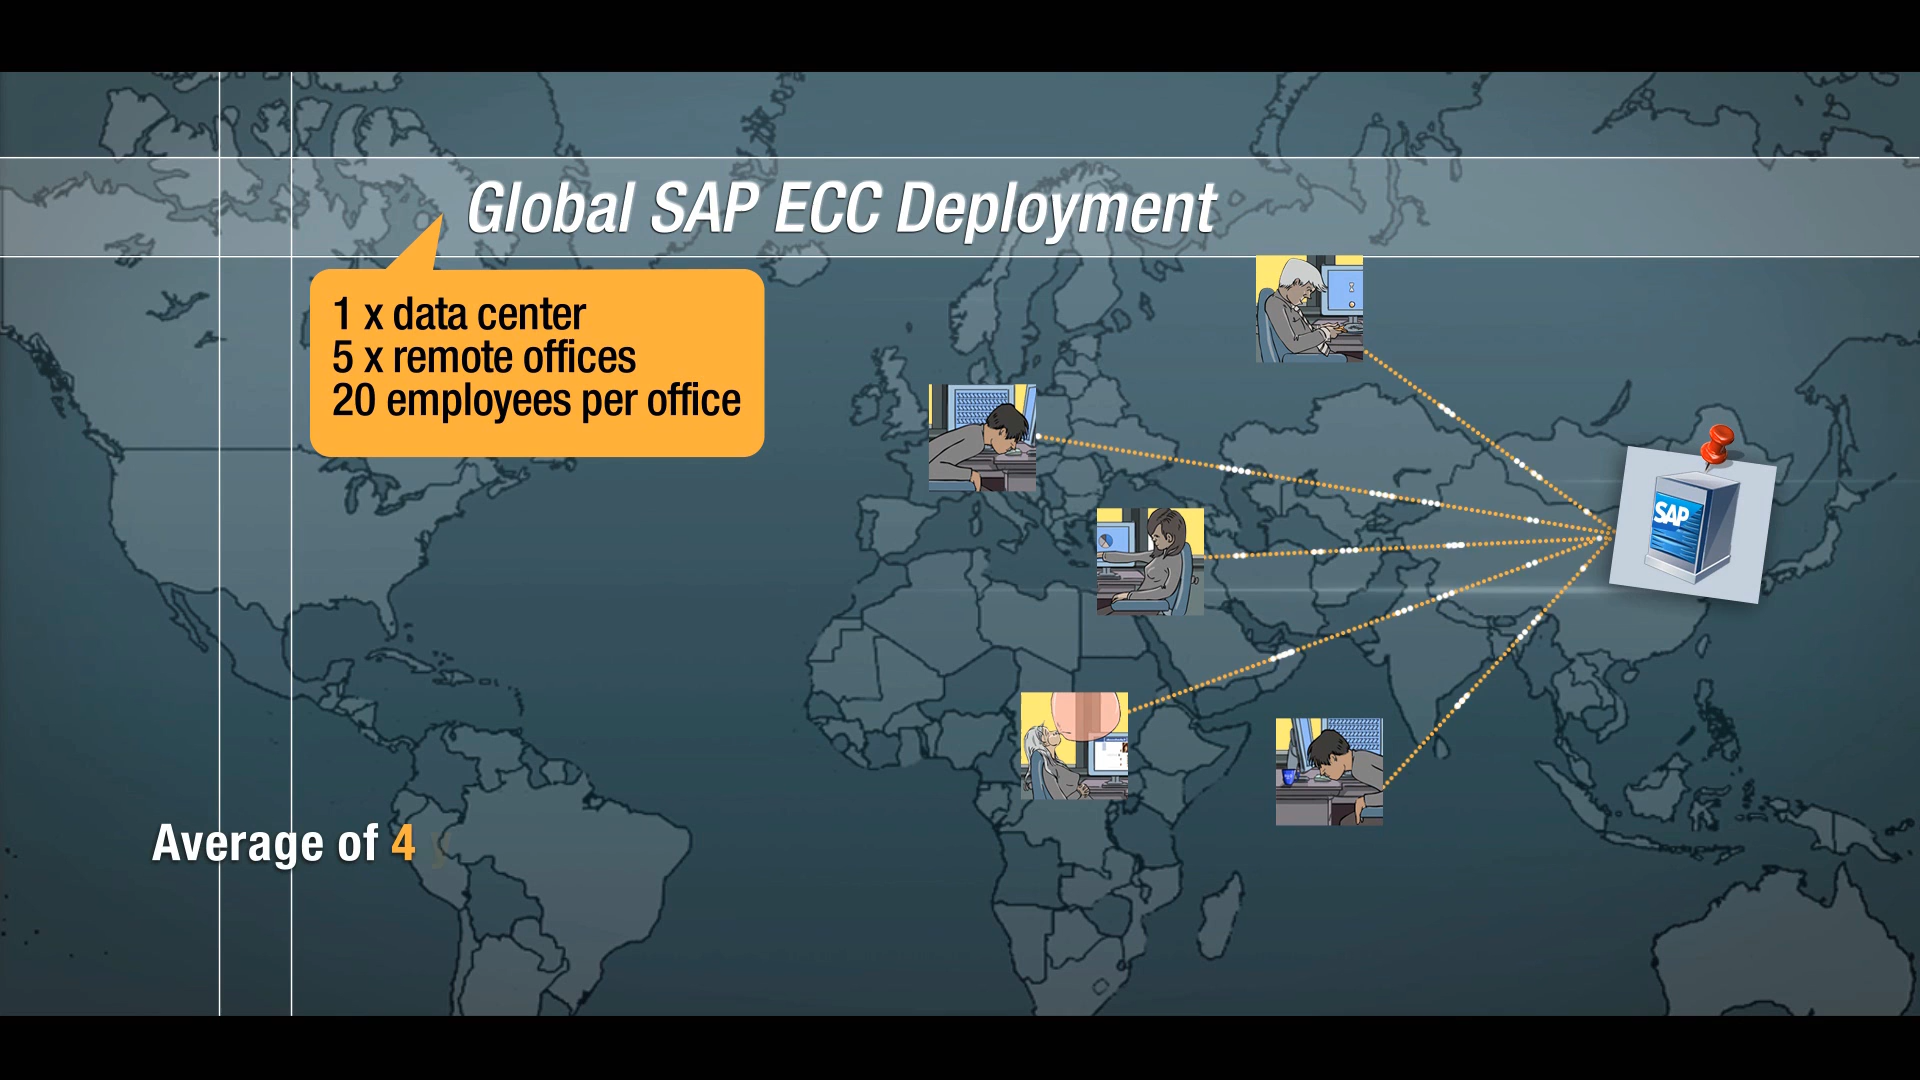 Global SAP ECC Deployment
1 x data center
5 x remote offices
20 employees per office
SAP
Average of 4